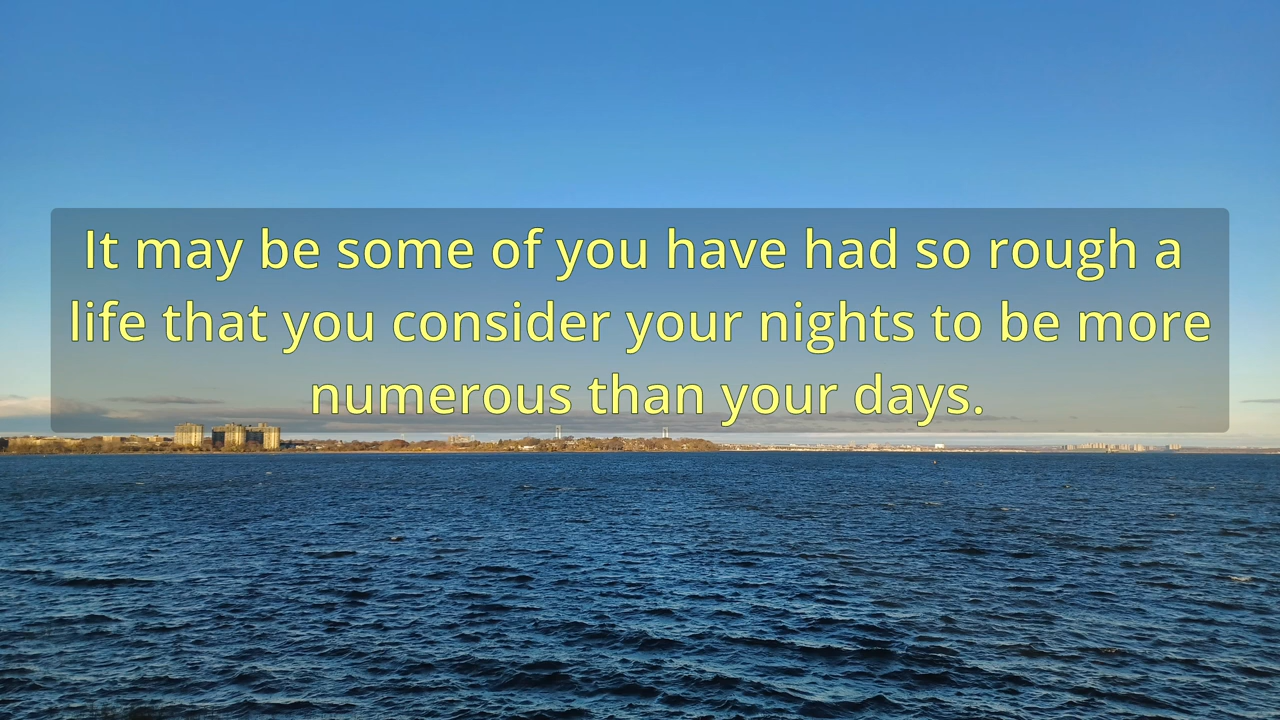 It may be some of you have had so rough a
life that you consider your nights to be more
numerous than your days.